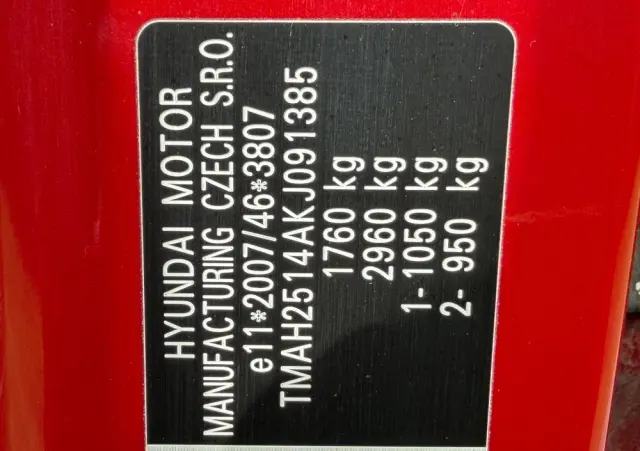 HYUNDAI MOTOR
MANUFACTURING CZECH S.R.O.
e11*2007/46*3807
TMAH2514AKJ091385
1760 kg
2960 kg
1- 1050 kg
2- 950 kg